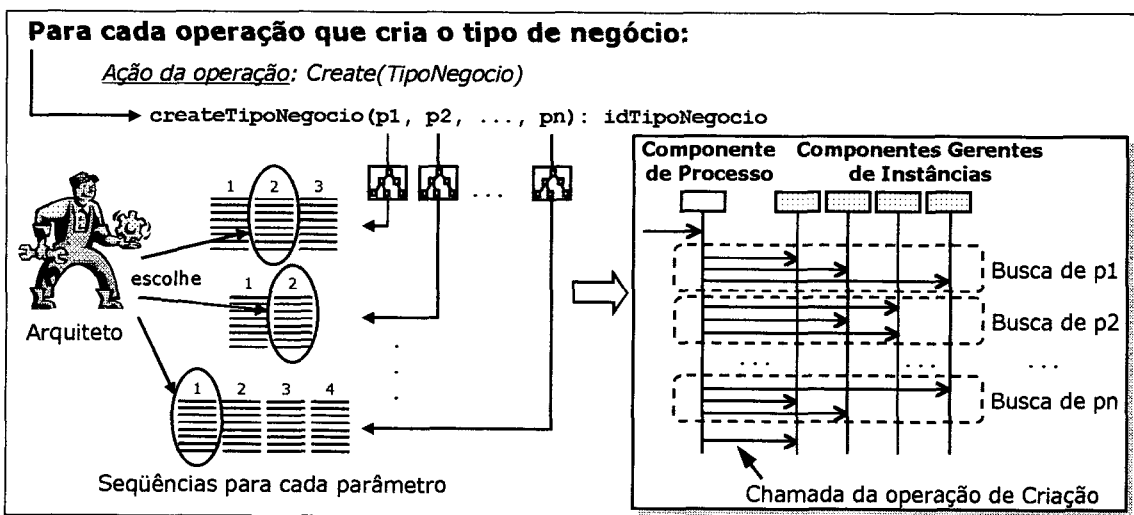 Para cada operação que cria o tipo de negócio:
Ação da operação: Create(TipoNegocio)
createTipoNegocio(p1, p2, ..., pn): idTipoNegocio
1 2 3
...
escolhe
1 2
Arquiteto
.
.
.
1 2 3 4
Seqüências para cada parâmetro
Componente de Processo
Componentes Gerentes de Instâncias
Busca de p1
Busca de p2
... ... ...
Busca de pn
Chamada da operação de Criação